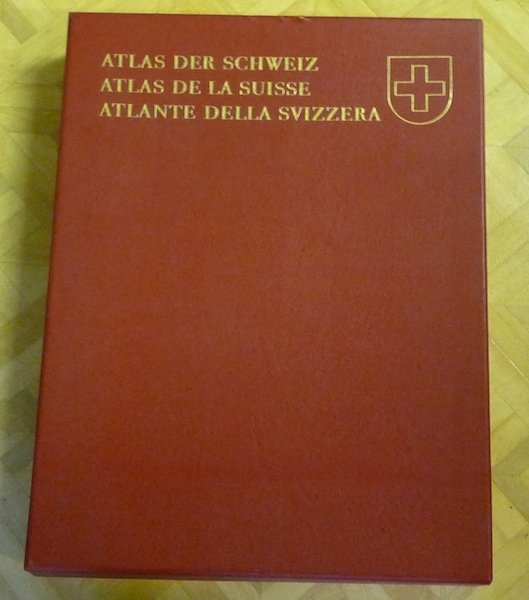 ATLAS DER SCHWEIZ
ATLAS DE LA SUISSE
ATLANTE DELLA SVIZZERA